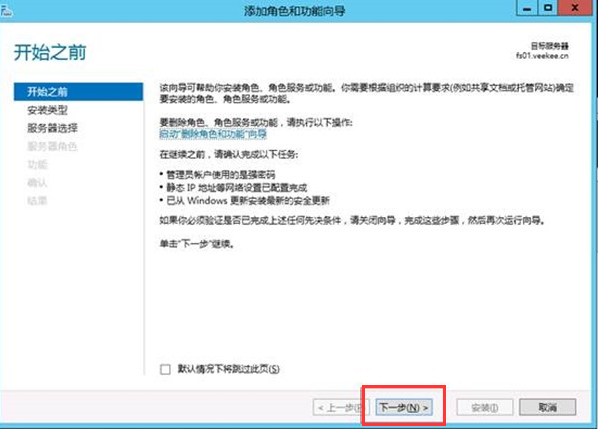 添加角色和功能向导
开始之前
目标服务器
fs01.veekee.cn
开始之前
安装类型
服务器选择
服务器角色
功能
确认
结果
该向导可帮助你安装角色、角色服务或功能。你需要根据组织的计算要求(例如共享文档或托管网站)确定
要安装的角色、角色服务或功能。
要删除角色、角色服务或功能，请执行以下操作:
启动“删除角色和功能”向导
在继续之前，请确认完成以下任务:
• 管理员帐户使用的是强密码
• 静态 IP 地址等网络设置已配置完成
• 已从 Windows 更新安装最新的安全更新
如果你必须验证是否已完成上述任何先决条件，请关闭向导，完成这些步骤，然后再次运行向导。
单击“下一步”继续。
默认情况下将跳过此页(S)
< 上一步(P) 下一步(N) > 安装(I) 取消